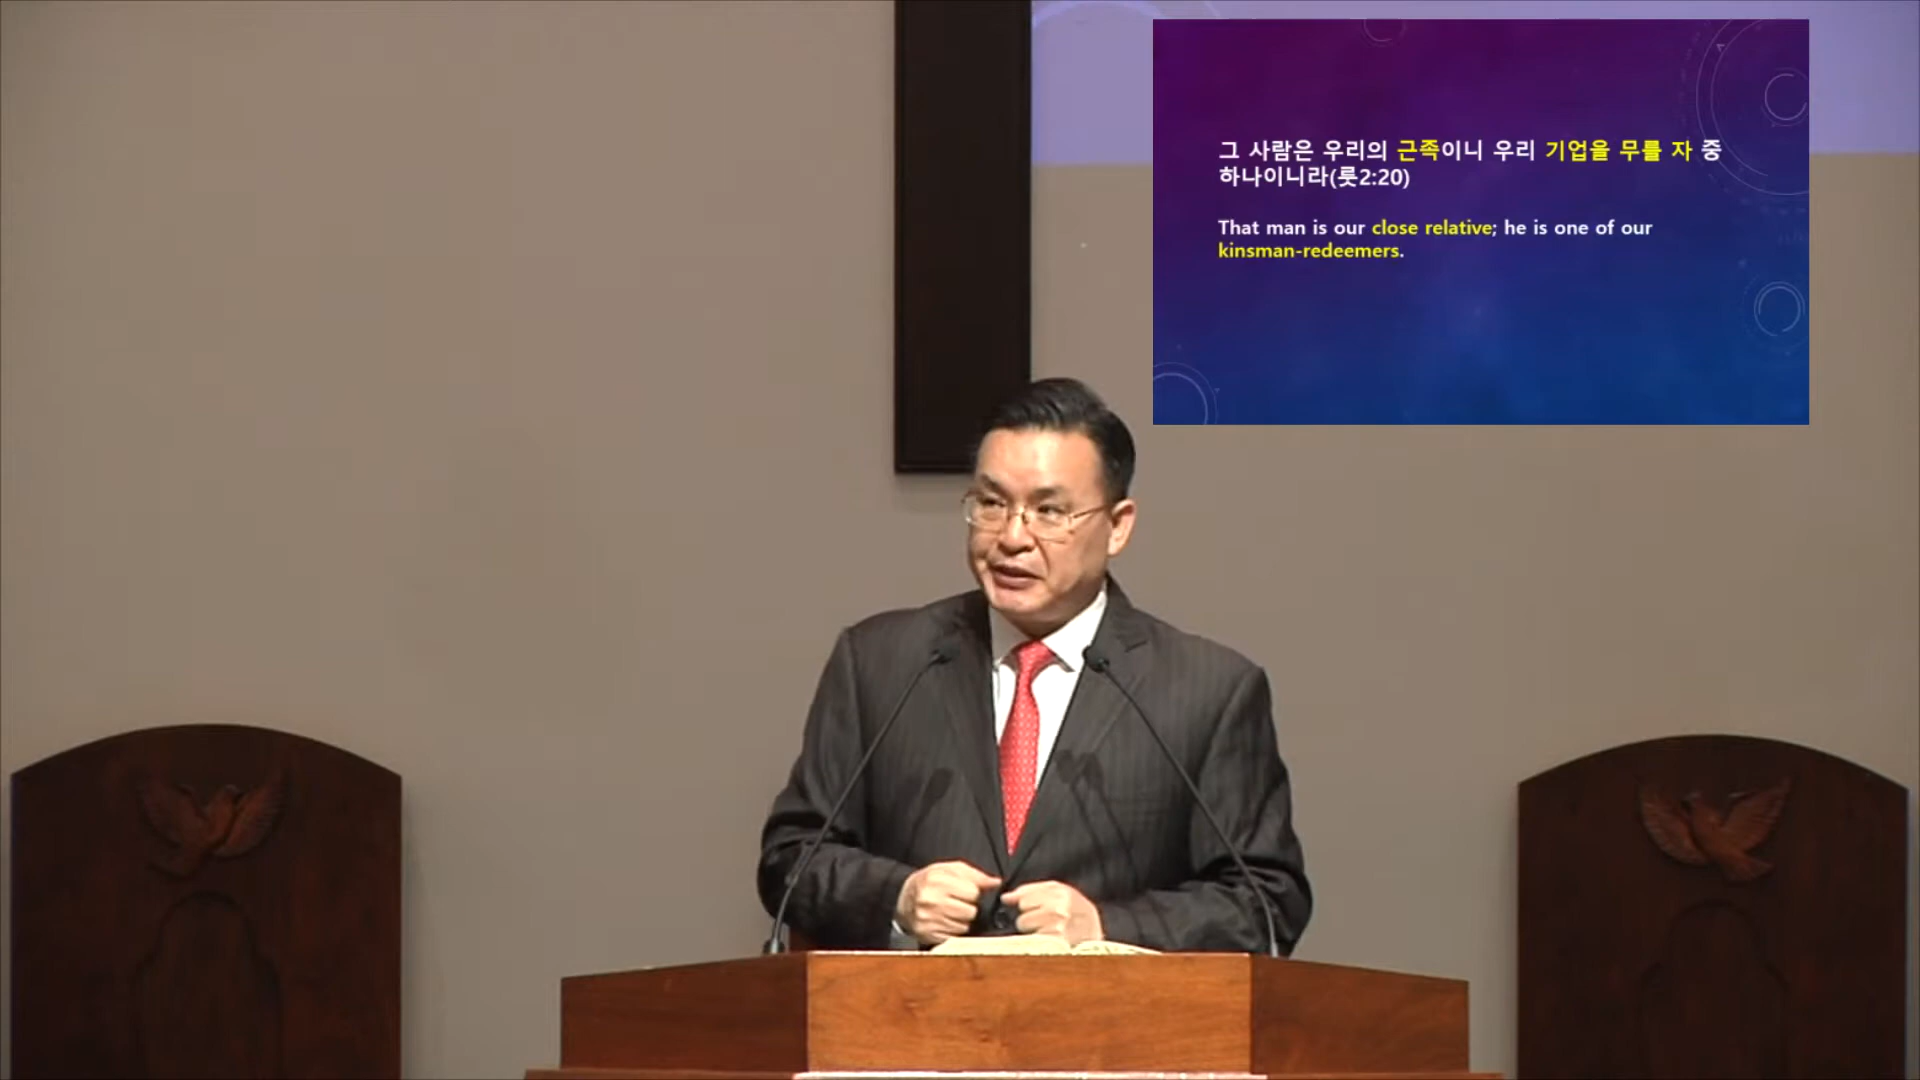 그 사람은 우리의 근족이니 우리 기업을 무를 자 중
하나이니라(룻2:20)
That man is our close relative; he is one of our
kinsman-redeemers.